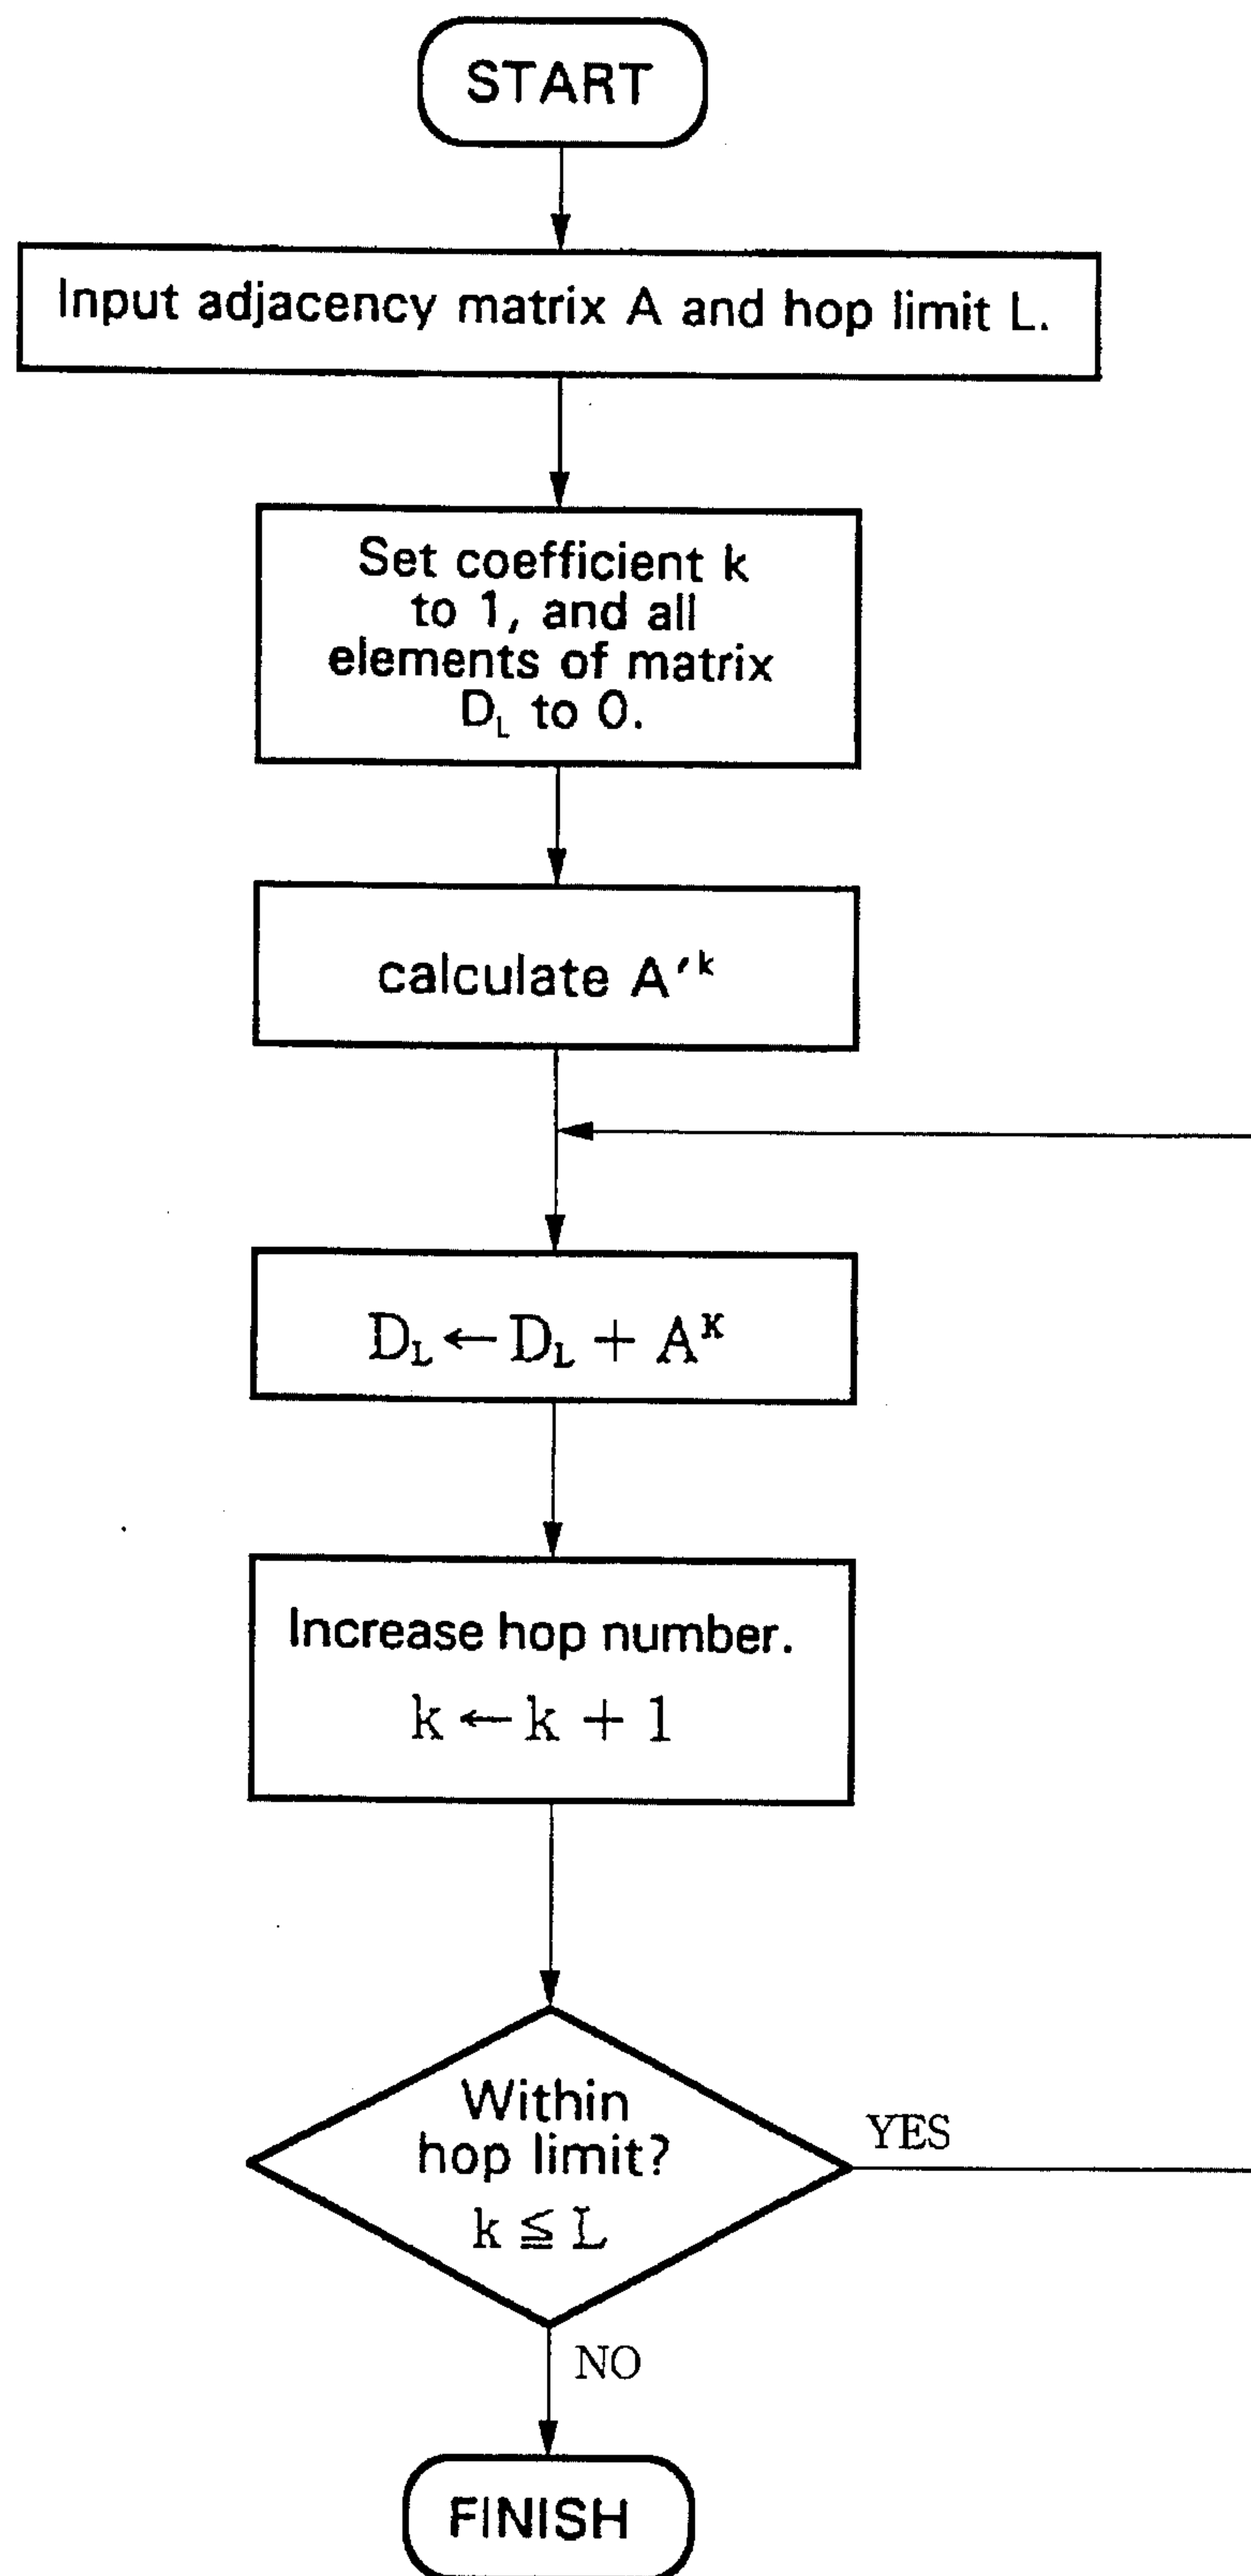 START
Input adjacency matrix A and hop limit L.
Set coefficient k
to 1, and all
elements of matrix
D_L to 0.
calculate A′^k
D_L ← D_L + A^K
Increase hop number.
k ← k + 1
Within
hop limit?
k ≦ L
YES
NO
FINISH